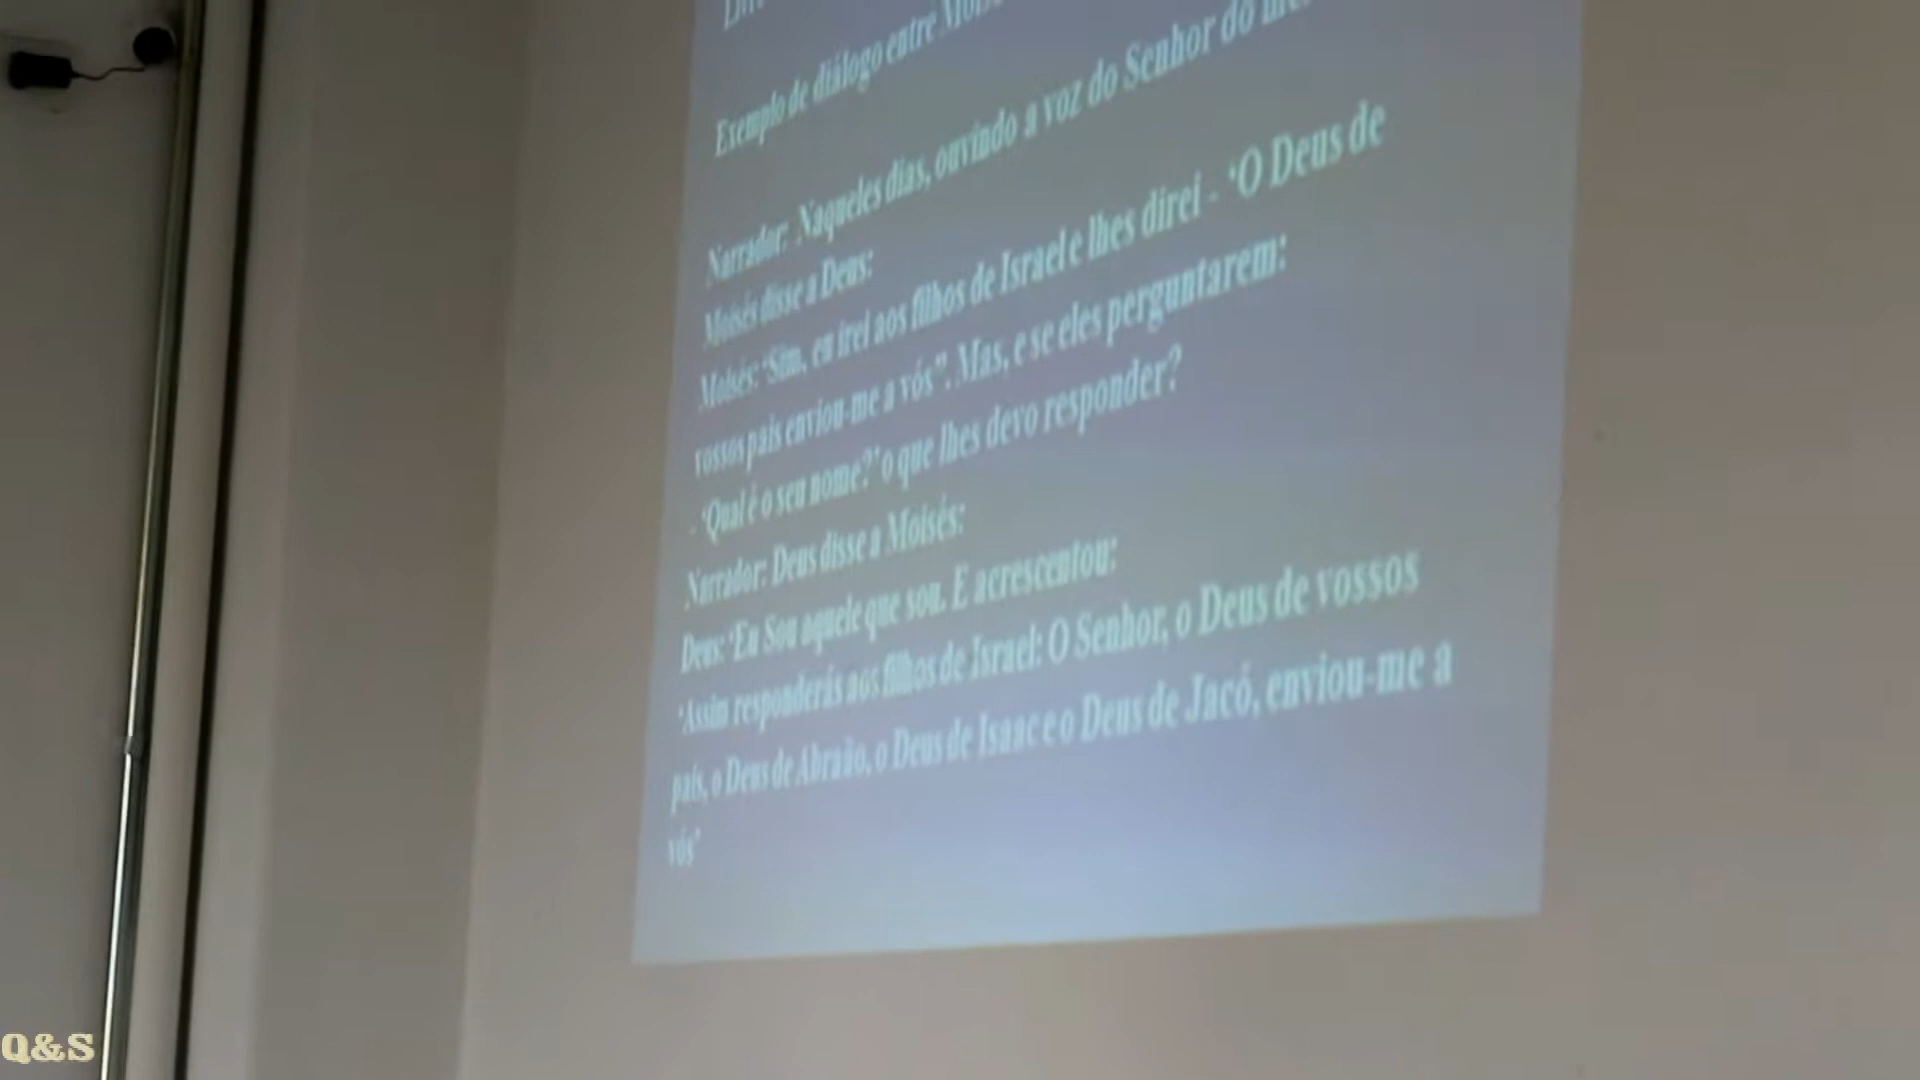 Exemplo de diálogo entre
Narrador: Naqueles dias, ouvindo a voz do Senhor do
Moisés disse a Deus:
Moisés: "Sim, eu irei aos filhos de Israel e lhes direi - 'O Deus de
vossos pais enviou-me a vós". Mas, e se eles perguntarem:
- 'Qual é o seu nome?' o que lhes devo responder?
Narrador: Deus disse a Moisés:
Deus: 'Eu Sou aquele que sou. E acrescentou:
'Assim responderás aos filhos de Israel: O Senhor, o Deus de vossos
pais, o Deus de Abraão, o Deus de Isaac e o Deus de Jacó, enviou-me a
vós'
Q&S